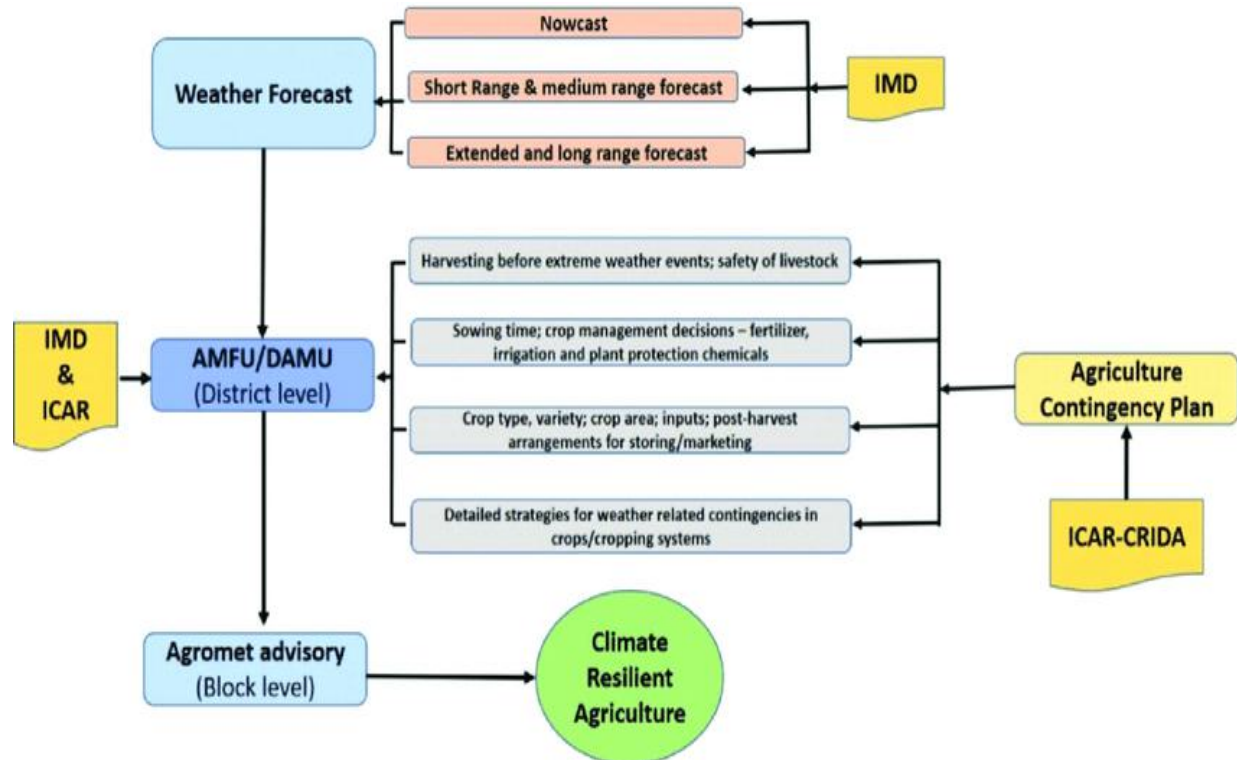 Nowcast
Weather Forecast
Short Range & medium range forecast
IMD
Extended and long range forecast
Harvesting before extreme weather events; safety of livestock
IMD
&
ICAR
AMFU/DAMU
(District level)
Sowing time; crop management decisions – fertilizer,
irrigation and plant protection chemicals
Agriculture
Contingency Plan
Crop type, variety; crop area; inputs; post-harvest
arrangements for storing/marketing
Detailed strategies for weather related contingencies in
crops/cropping systems
ICAR-CRIDA
Agromet advisory
(Block level)
Climate
Resilient
Agriculture